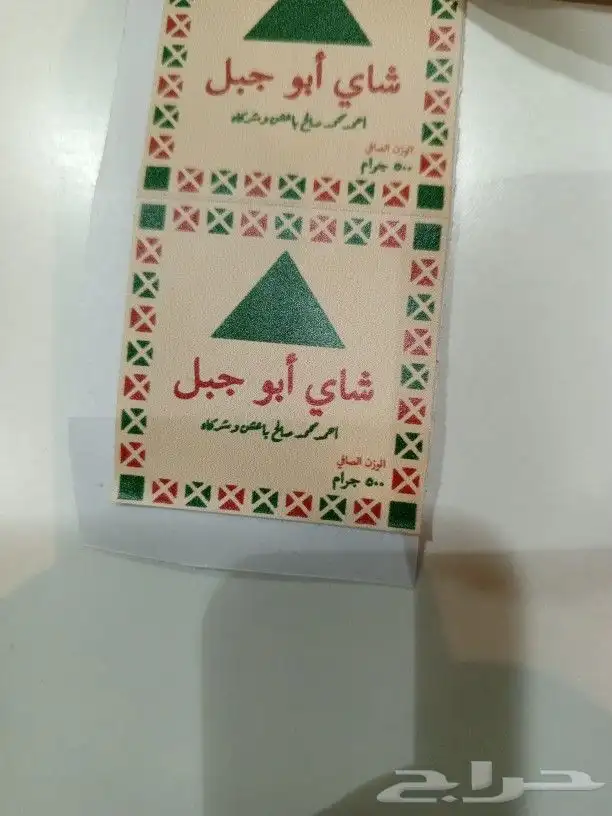 شاي أبو جبل
احمد محمد صالح باعشن وشركاه
الوزن الصافي
٥٠٠ جرام
شاي أبو جبل
احمد محمد صالح باعشن وشركاه
الوزن الصافي
٥٠٠ جرام
حراج